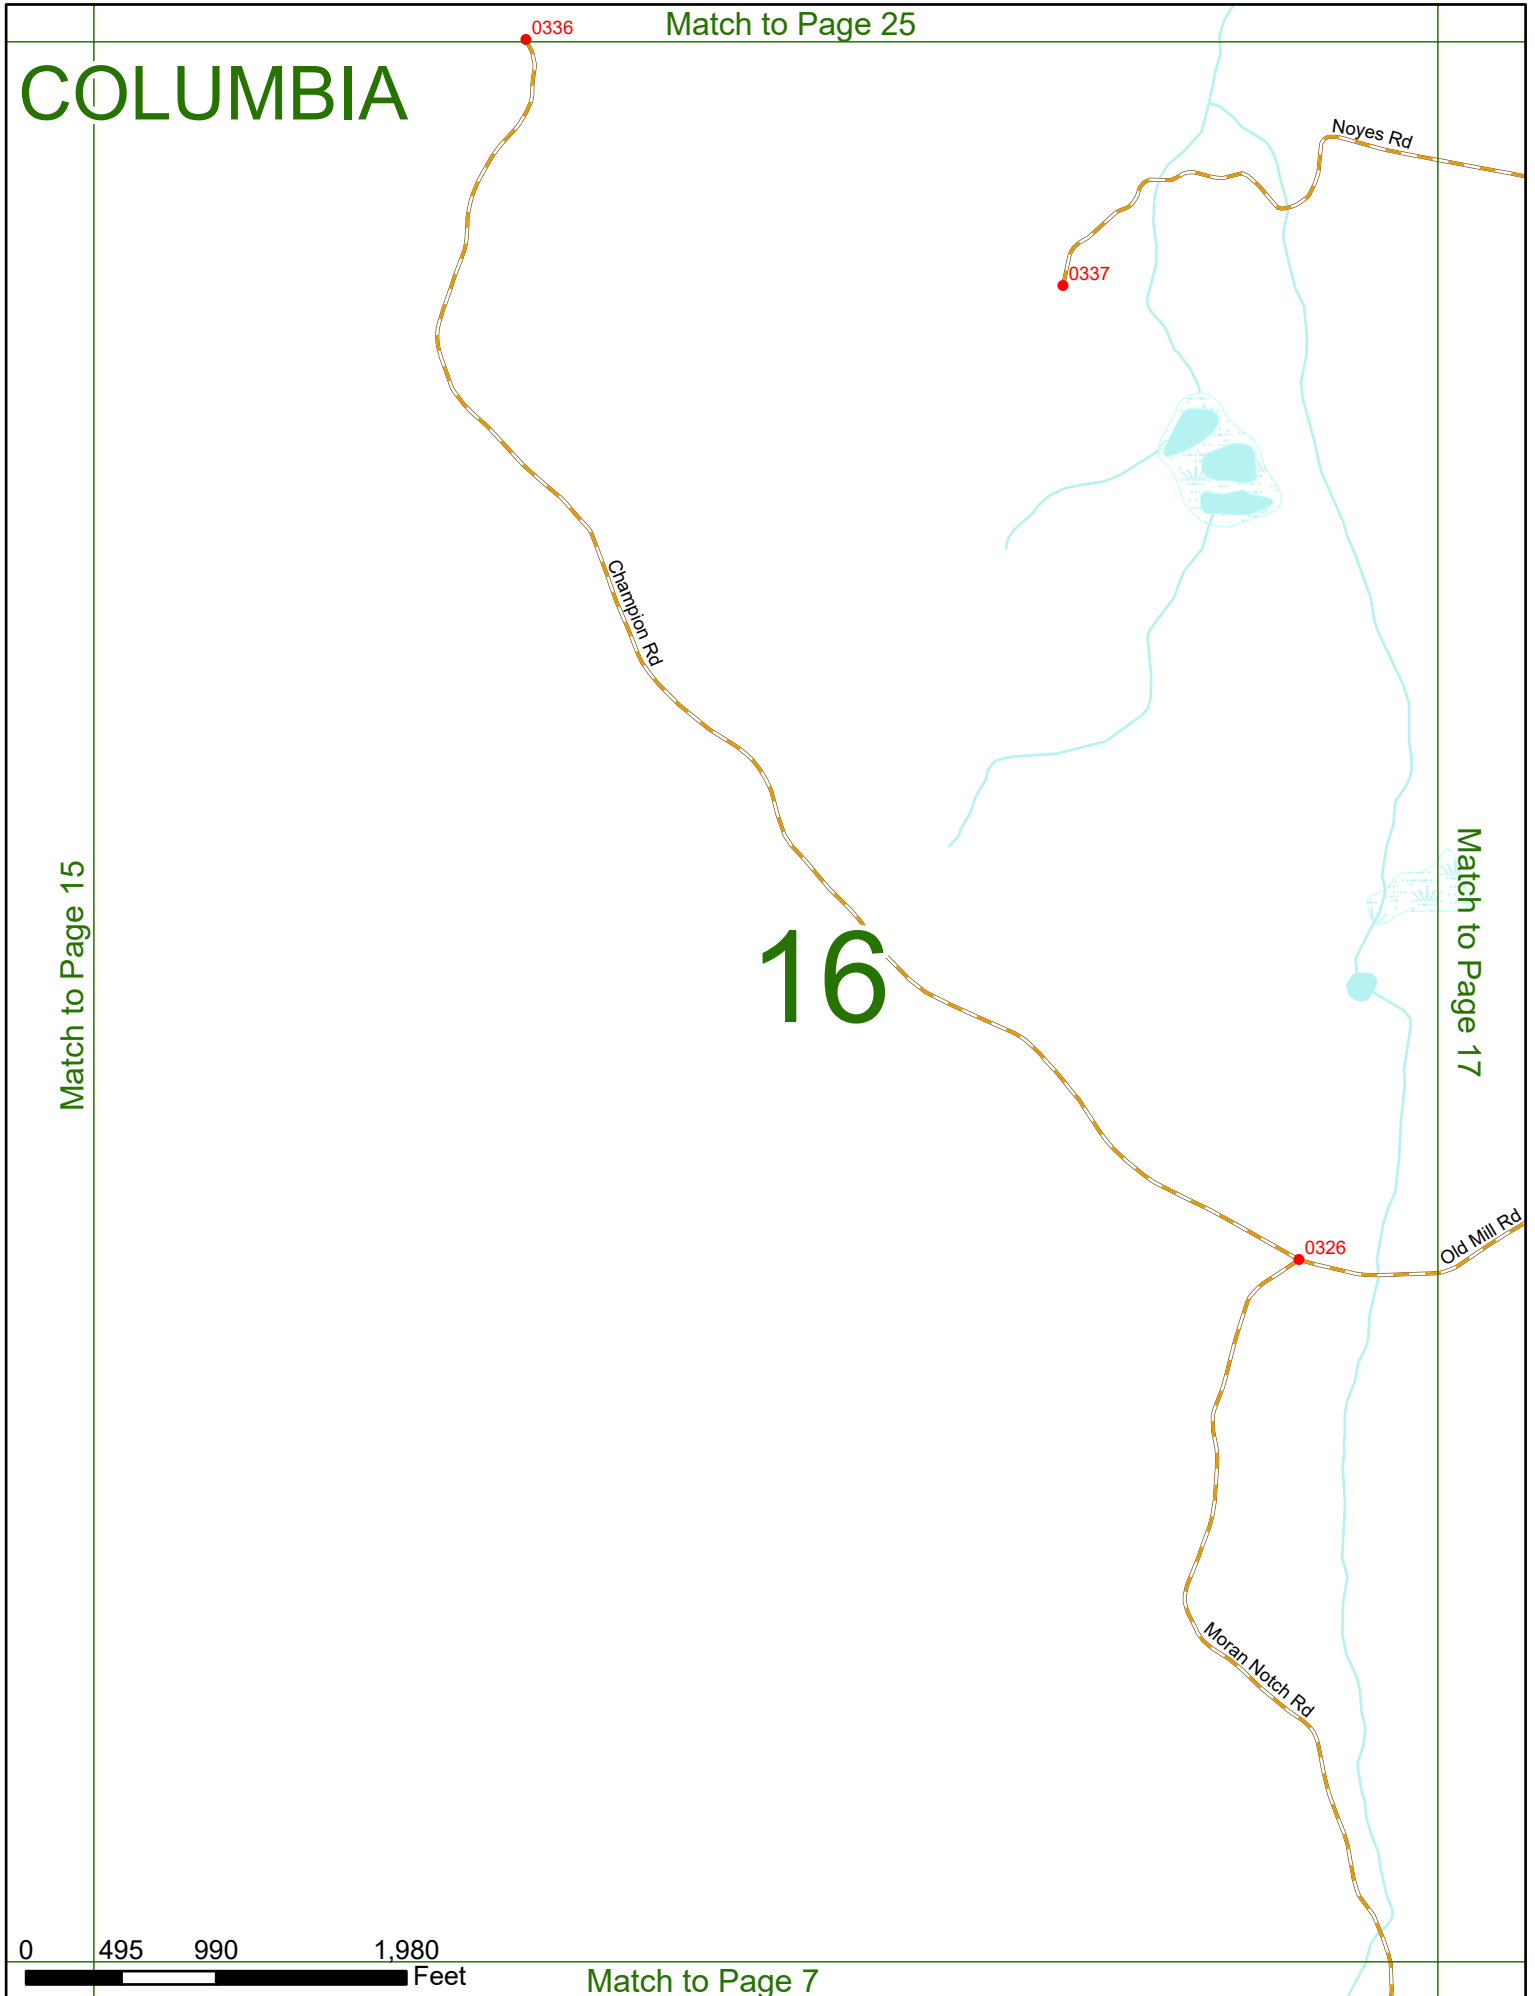 Match to Page 25
0336
COLUMBIA
Noyes Rd
0337
Champion Rd
Match to Page 15
16
Match to Page 17
Old Mill Rd
0326
Moran Notch Rd
0 495 990 1,980
Feet
Match to Page 7